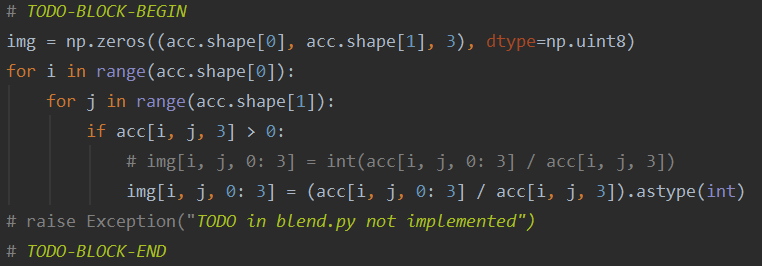 # TODO-BLOCK-BEGIN
img = np.zeros((acc.shape[0], acc.shape[1], 3), dtype=np.uint8)
for i in range(acc.shape[0]):
    for j in range(acc.shape[1]):
        if acc[i, j, 3] > 0:
            # img[i, j, 0: 3] = int(acc[i, j, 0: 3] / acc[i, j, 3])
            img[i, j, 0: 3] = (acc[i, j, 0: 3] / acc[i, j, 3]).astype(int)
# raise Exception("TODO in blend.py not implemented")
# TODO-BLOCK-END